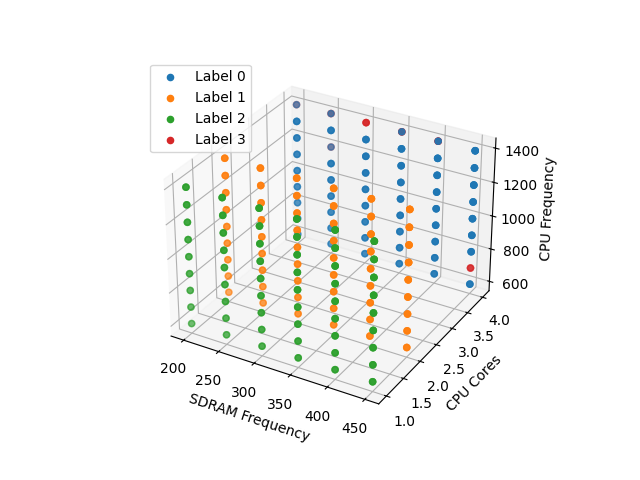 Label 0
Label 1
Label 2
Label 3
1400
1200
1000
800
600
CPU Frequency
4.0
3.5
3.0
2.5
2.0
1.5
1.0
CPU Cores
200
250
300
350
400
450
SDRAM Frequency